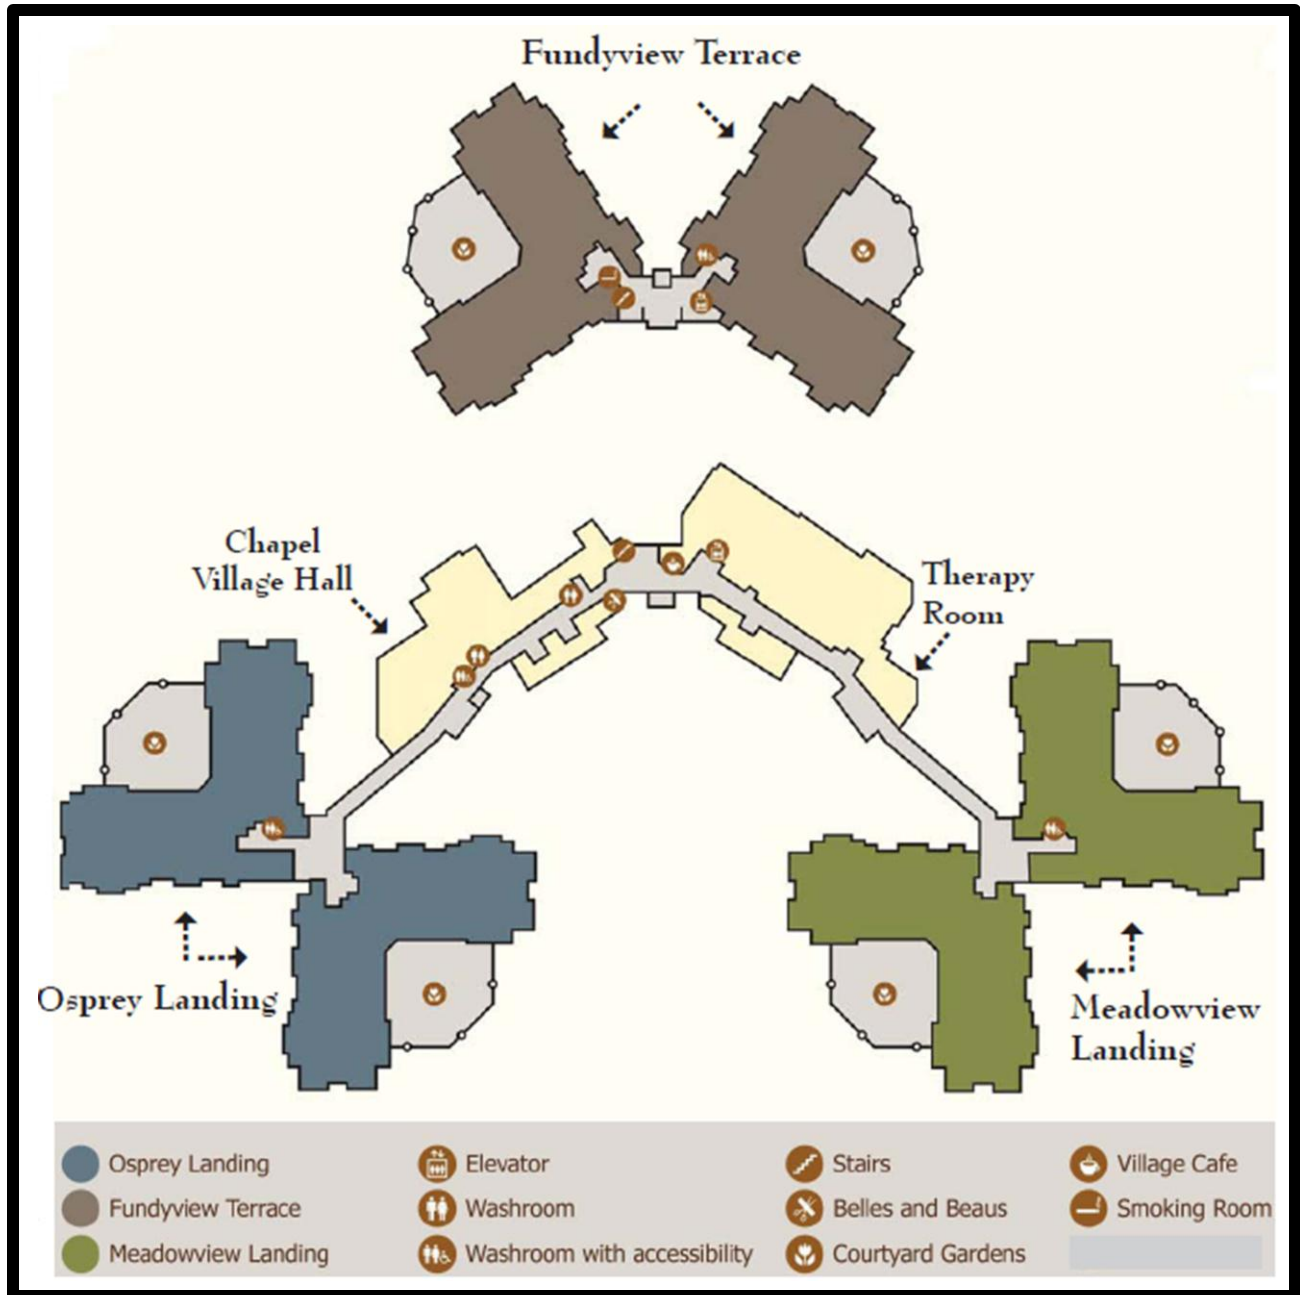 Fundyview Terrace
Chapel
Village Hall
Therapy
Room
Osprey Landing
Meadowview
Landing
Osprey Landing
Elevator
Stairs
Village Cafe
Fundyview Terrace
Washroom
Belles and Beaus
Smoking Room
Meadowview Landing
Washroom with accessibility
Courtyard Gardens